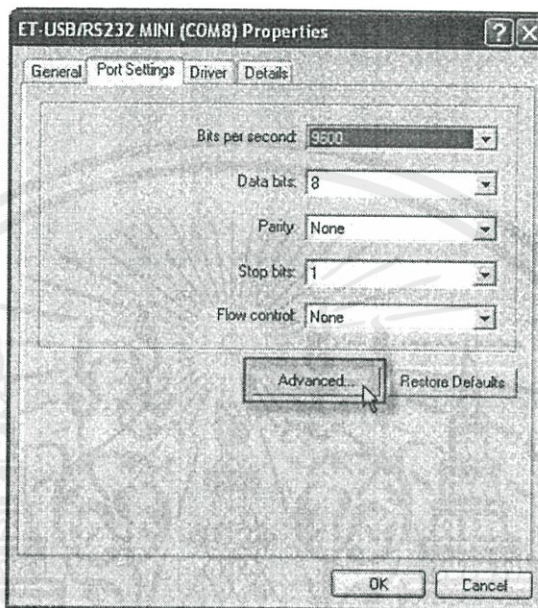 ET-USB/RS232 MINI (COM8) Properties
General Port Settings Driver Details
Bits per second: 9600
Data bits: 8
Parity: None
Stop bits: 1
Flow control: None
Advanced... Restore Defaults
OK Cancel